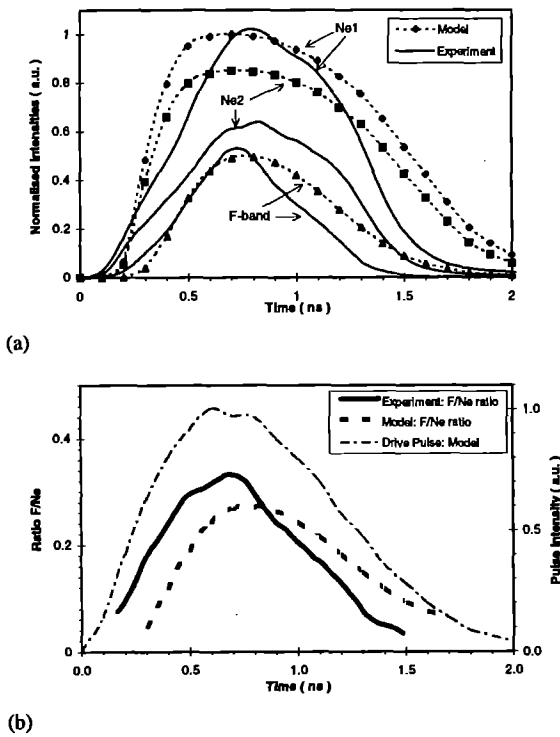 Normalised Intensities ( a.u. )
1
0.8
0.6
0.4
0.2
0
0
0.5
1
1.5
2
Time ( ns )
Ne1
Ne2
F-band
Model
Experiment
(a)
Ratio F/Ne
0.4
0.2
0
0.0
0.5
1.0
1.5
2.0
Time ( ns )
Experiment: F/Ne ratio
Model: F/Ne ratio
Drive Pulse: Model
1.0
0.5
0.0
Pulse Intensity ( a.u. )
(b)